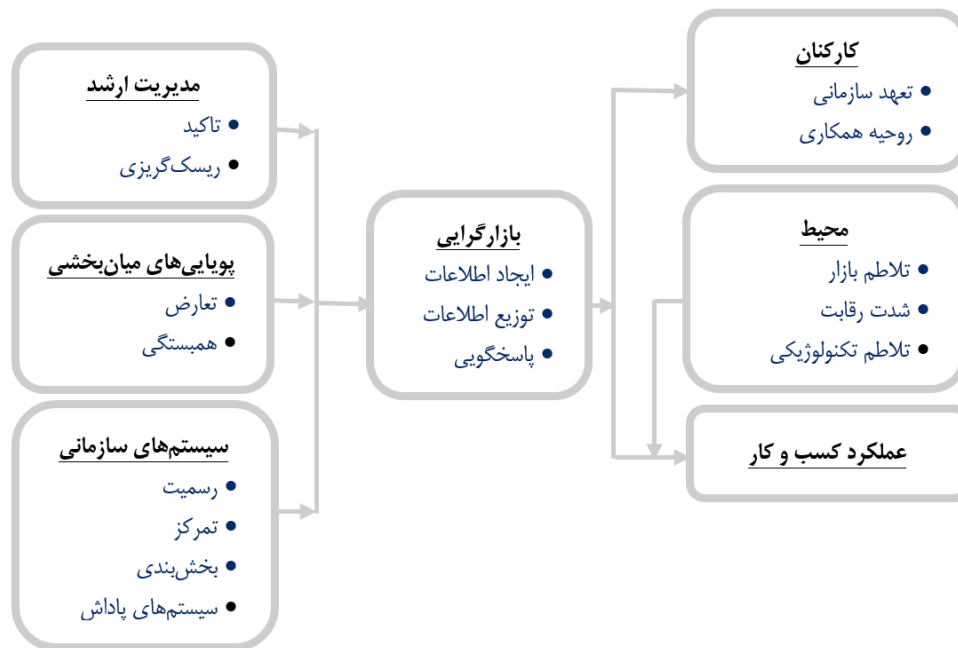 مدیریت ارشد
تاکید
ریسک‌گریزی
پویایی‌های میان‌بخشی
تعارض
همبستگی
سیستم‌های سازمانی
رسمیت
تمرکز
بخش‌بندی
سیستم‌های پاداش
بازارگرایی
ایجاد اطلاعات
توزیع اطلاعات
پاسخگویی
کارکنان
تعهد سازمانی
روحیه همکاری
محیط
تلاطم بازار
شدت رقابت
تلاطم تکنولوژیکی
عملکرد کسب و کار